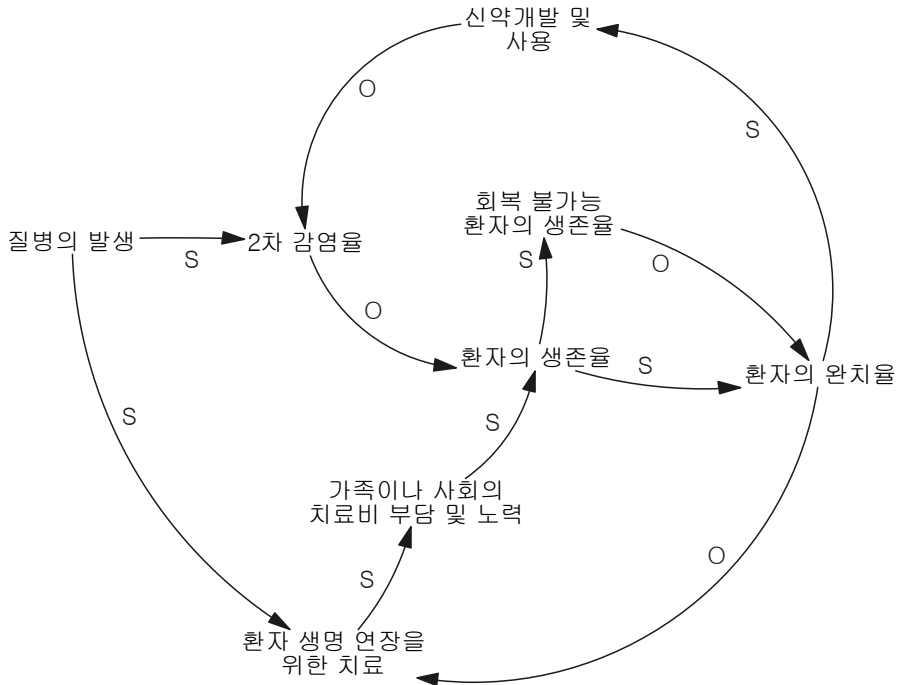 신약개발 및
사용
O
S
회복 불가능
환자의 생존율
질병의 발생
2차 감염율
S
S
O
O
환자의 생존율
S
환자의 완치율
S
S
가족이나 사회의
치료비 부담 및 노력
O
S
환자 생명 연장을
위한 치료